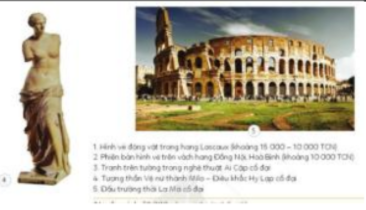 4
5
1. Hình vẽ động vật trong hang Lascaux (khoảng 15 000 – 10 000 TCN)
2. Phiên bản hình vẽ trên vách hang Đồng Nội, Hoà Bình (khoảng 10 000 TCN)
3. Tranh trên tường trong nghệ thuật Ai Cập cổ đại
4. Tượng thần Vệ nữ thành Milo – Điêu khắc Hy Lạp cổ đại
5. Đấu trường thời La Mã cổ đại